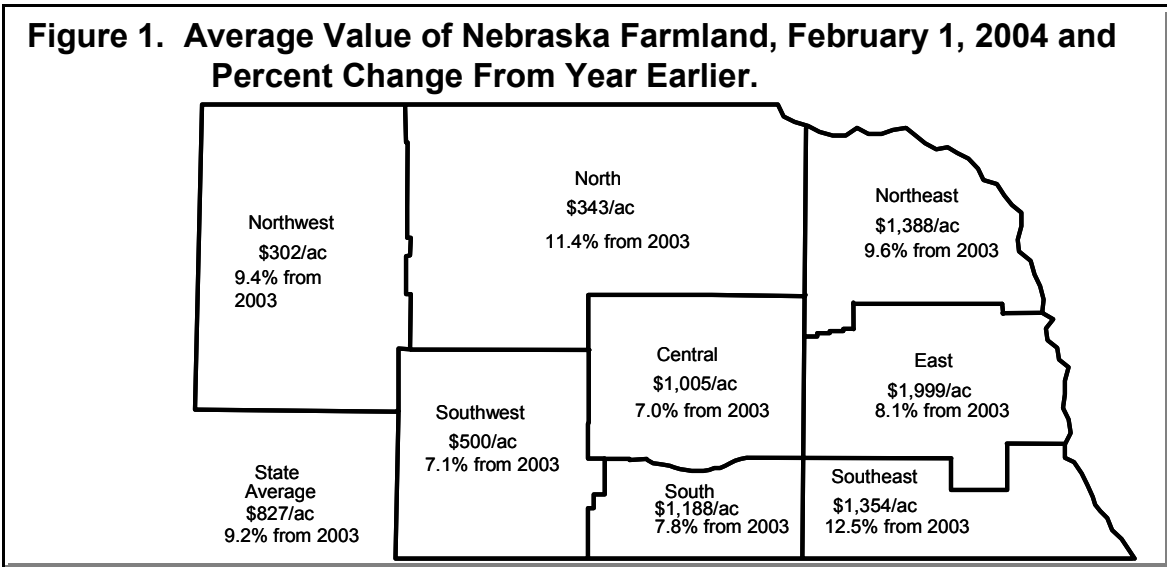 Figure 1. Average Value of Nebraska Farmland, February 1, 2004 and
Percent Change From Year Earlier.
Northwest
$302/ac
9.4% from
2003
North
$343/ac
11.4% from 2003
Northeast
$1,388/ac
9.6% from 2003
Central
$1,005/ac
7.0% from 2003
East
$1,999/ac
8.1% from 2003
Southwest
$500/ac
7.1% from 2003
State
Average
$827/ac
9.2% from 2003
South
$1,188/ac
7.8% from 2003
Southeast
$1,354/ac
12.5% from 2003